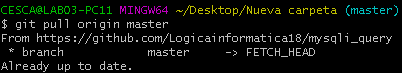 CESCA@LABO3-PC11 MINGW64 ~/Desktop/Nueva carpeta (master)
$ git pull origin master
From https://github.com/Logicainformatica18/mysqli_query
 * branch            master     -> FETCH_HEAD
Already up to date.